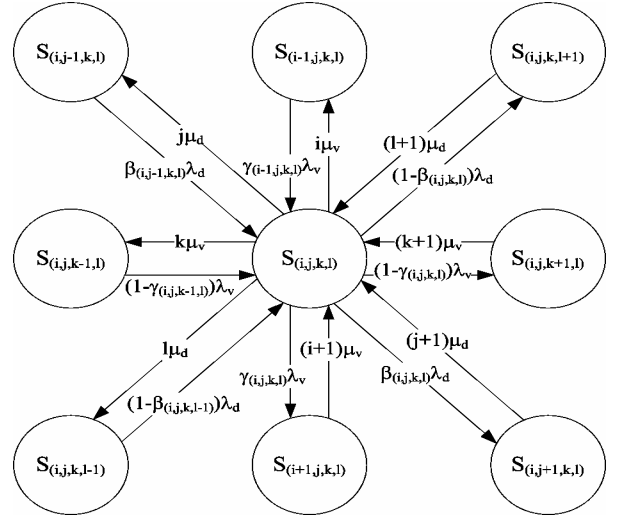 S(i,j-1,k,l)
S(i-1,j,k,l)
S(i,j,k,l+1)
jμd
iμv
(l+1)μd
β(i,j-1,k,l)λd
γ(i-1,j,k,l)λv
(1-β(i,j,k,l))λd
S(i,j,k-1,l)
kμv
S(i,j,k,l)
(k+1)μv
S(i,j,k+1,l)
(1-γ(i,j,k-1,l))λv
(1-γ(i,j,k,l))λv
lμd
(i+1)μv
(j+1)μd
(1-β(i,j,k,l-1))λd
γ(i,j,k,l)λv
β(i,j,k,l)λd
S(i,j,k,l-1)
S(i+1,j,k,l)
S(i,j+1,k,l)